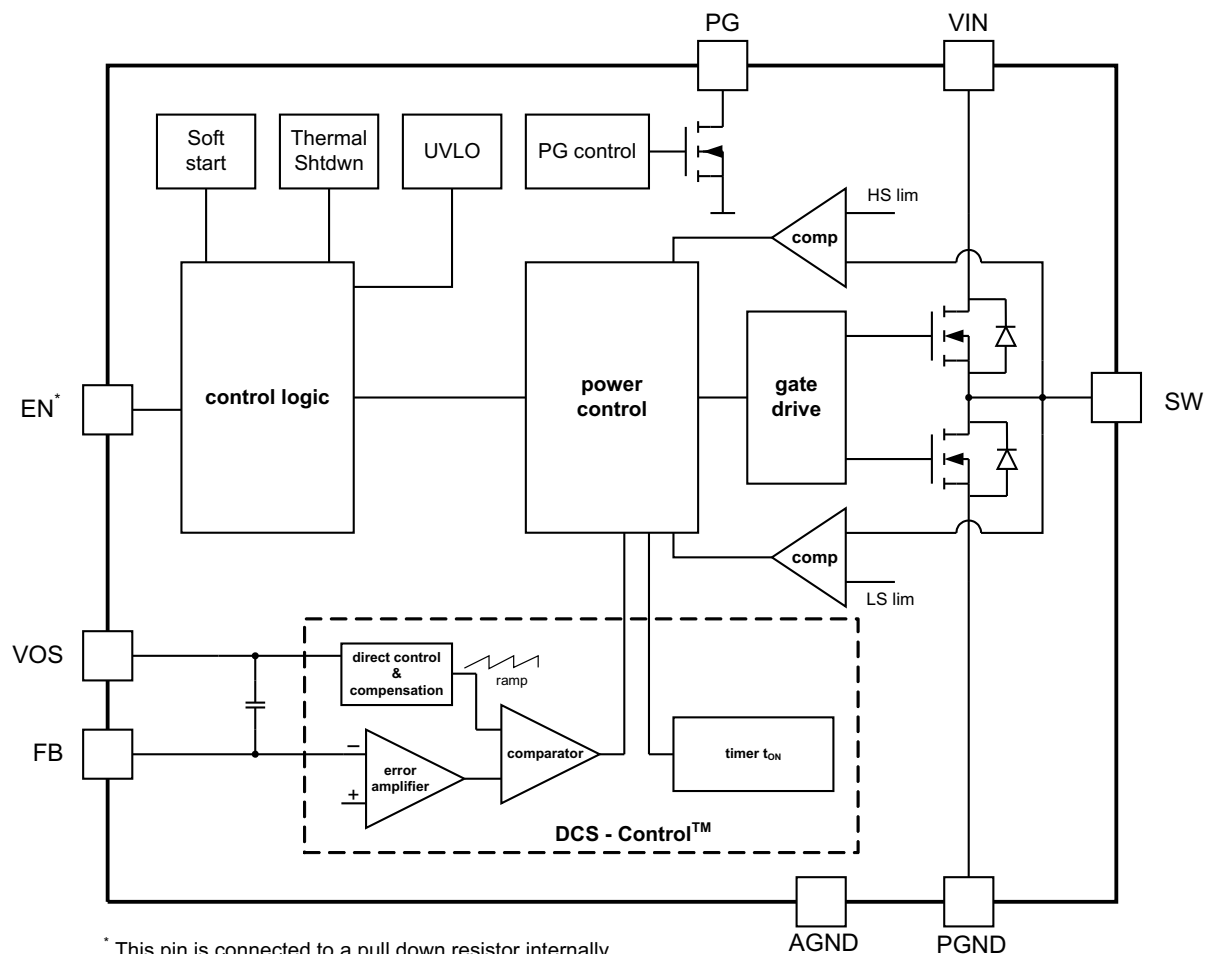 PG
VIN
Soft
start
Thermal
Shtdwn
UVLO
PG control
HS lim
comp
control logic
power
control
gate
drive
EN*
SW
comp
LS lim
VOS
direct control
&
compensation
ramp
FB
–
+
error
amplifier
comparator
timer tON
DCS - Control™
AGND
PGND
* This pin is connected to a pull down resistor internally